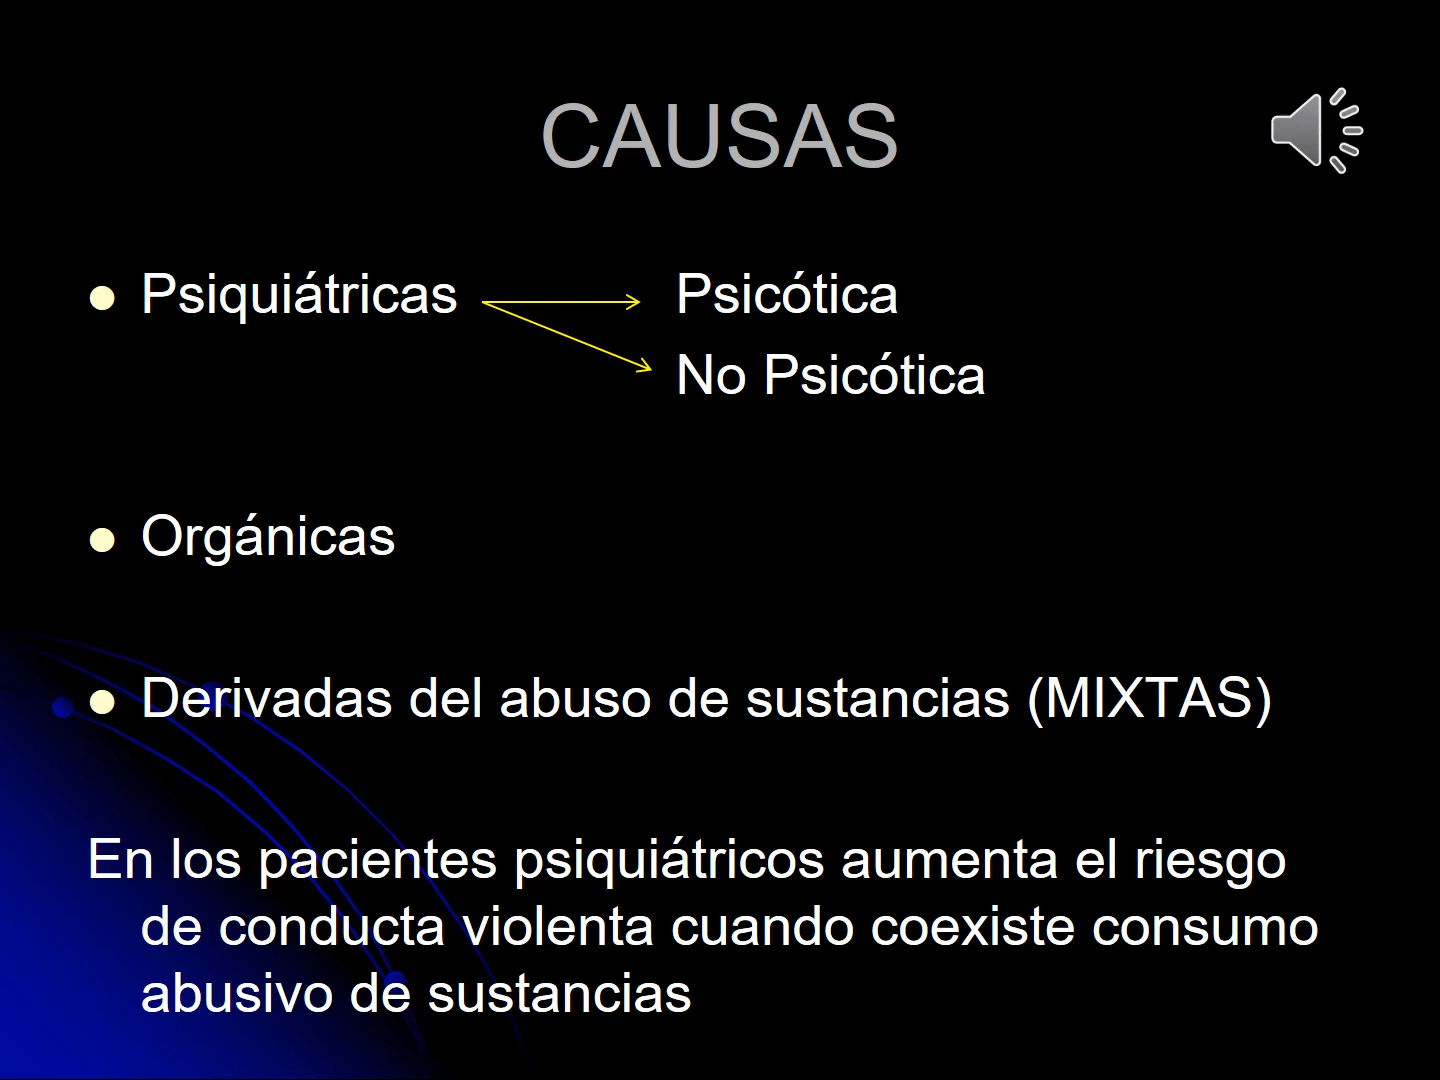 CAUSAS
Psiquiátricas Psicótica
No Psicótica
Orgánicas
Derivadas del abuso de sustancias (MIXTAS)
En los pacientes psiquiátricos aumenta el riesgo
de conducta violenta cuando coexiste consumo
abusivo de sustancias